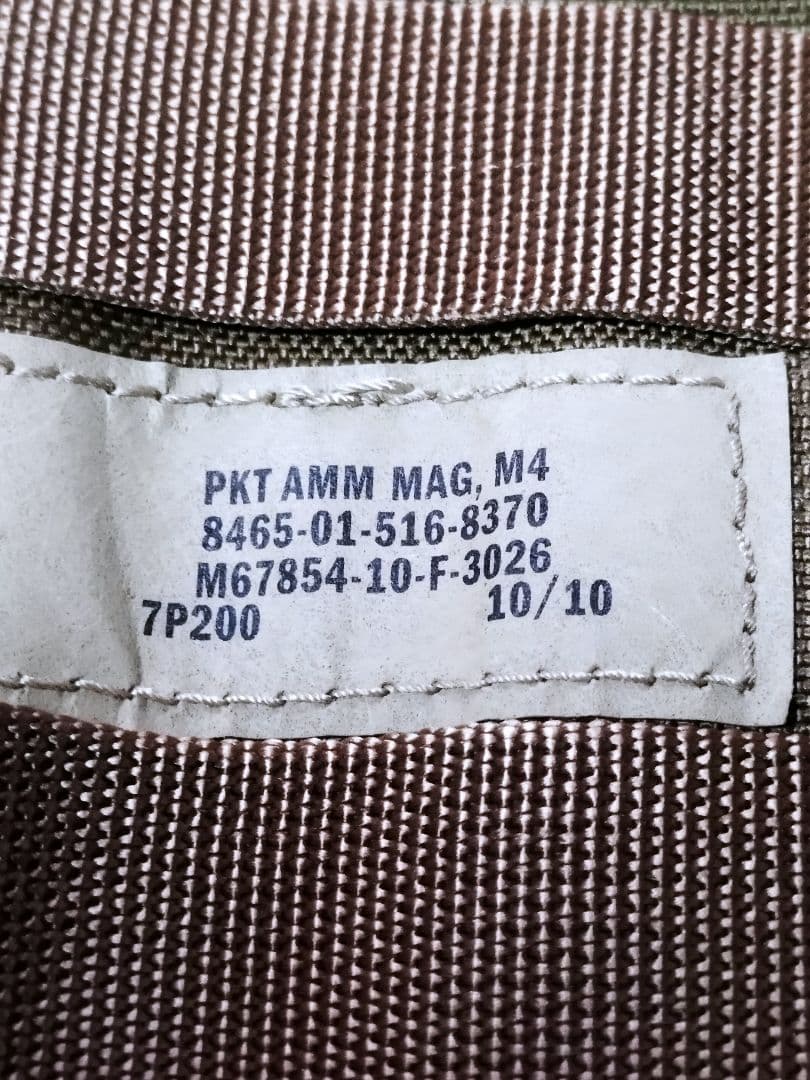 PKT AMM MAG, M4
8465-01-516-8370
M67854-10-F-3026
7P200 10/10